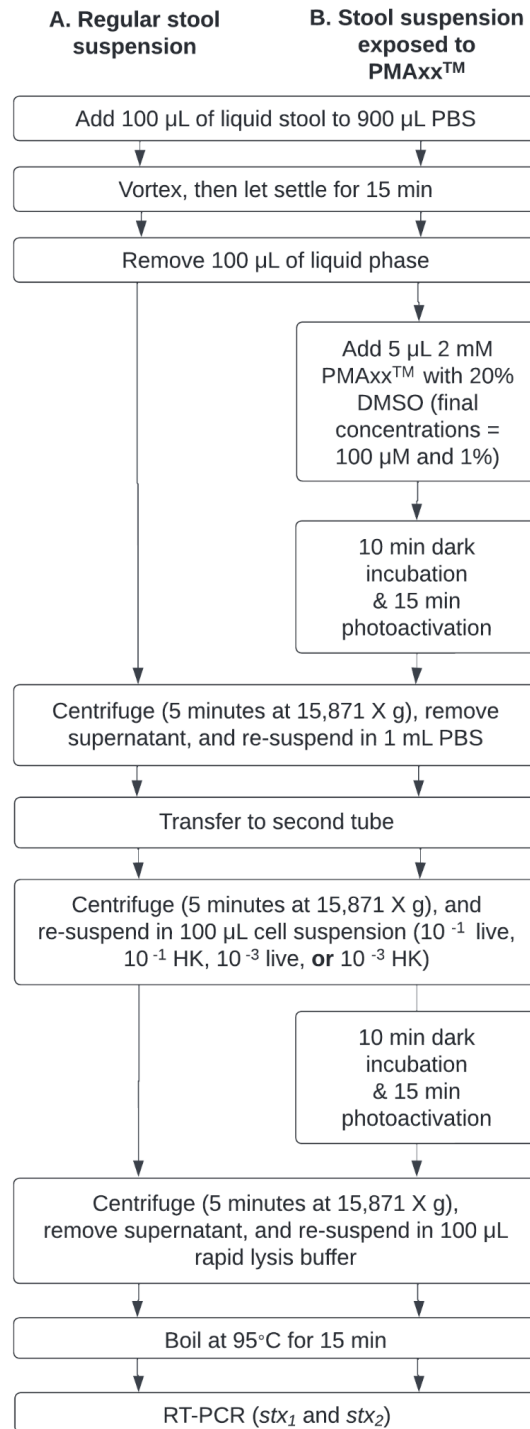 A. Regular stool
suspension
B. Stool suspension
exposed to
PMAxx™
Add 100 µL of liquid stool to 900 µL PBS
Vortex, then let settle for 15 min
Remove 100 µL of liquid phase
Add 5 µL 2 mM
PMAxx™ with 20%
DMSO (final
concentrations =
100 µM and 1%)
10 min dark
incubation
& 15 min
photoactivation
Centrifuge (5 minutes at 15,871 X g), remove
supernatant, and re-suspend in 1 mL PBS
Transfer to second tube
Centrifuge (5 minutes at 15,871 X g), and
re-suspend in 100 µL cell suspension (10⁻¹ live,
10⁻¹ HK, 10⁻³ live, or 10⁻³ HK)
10 min dark
incubation
& 15 min
photoactivation
Centrifuge (5 minutes at 15,871 X g),
remove supernatant, and re-suspend in 100 µL
rapid lysis buffer
Boil at 95°C for 15 min
RT-PCR (stx₁ and stx₂)